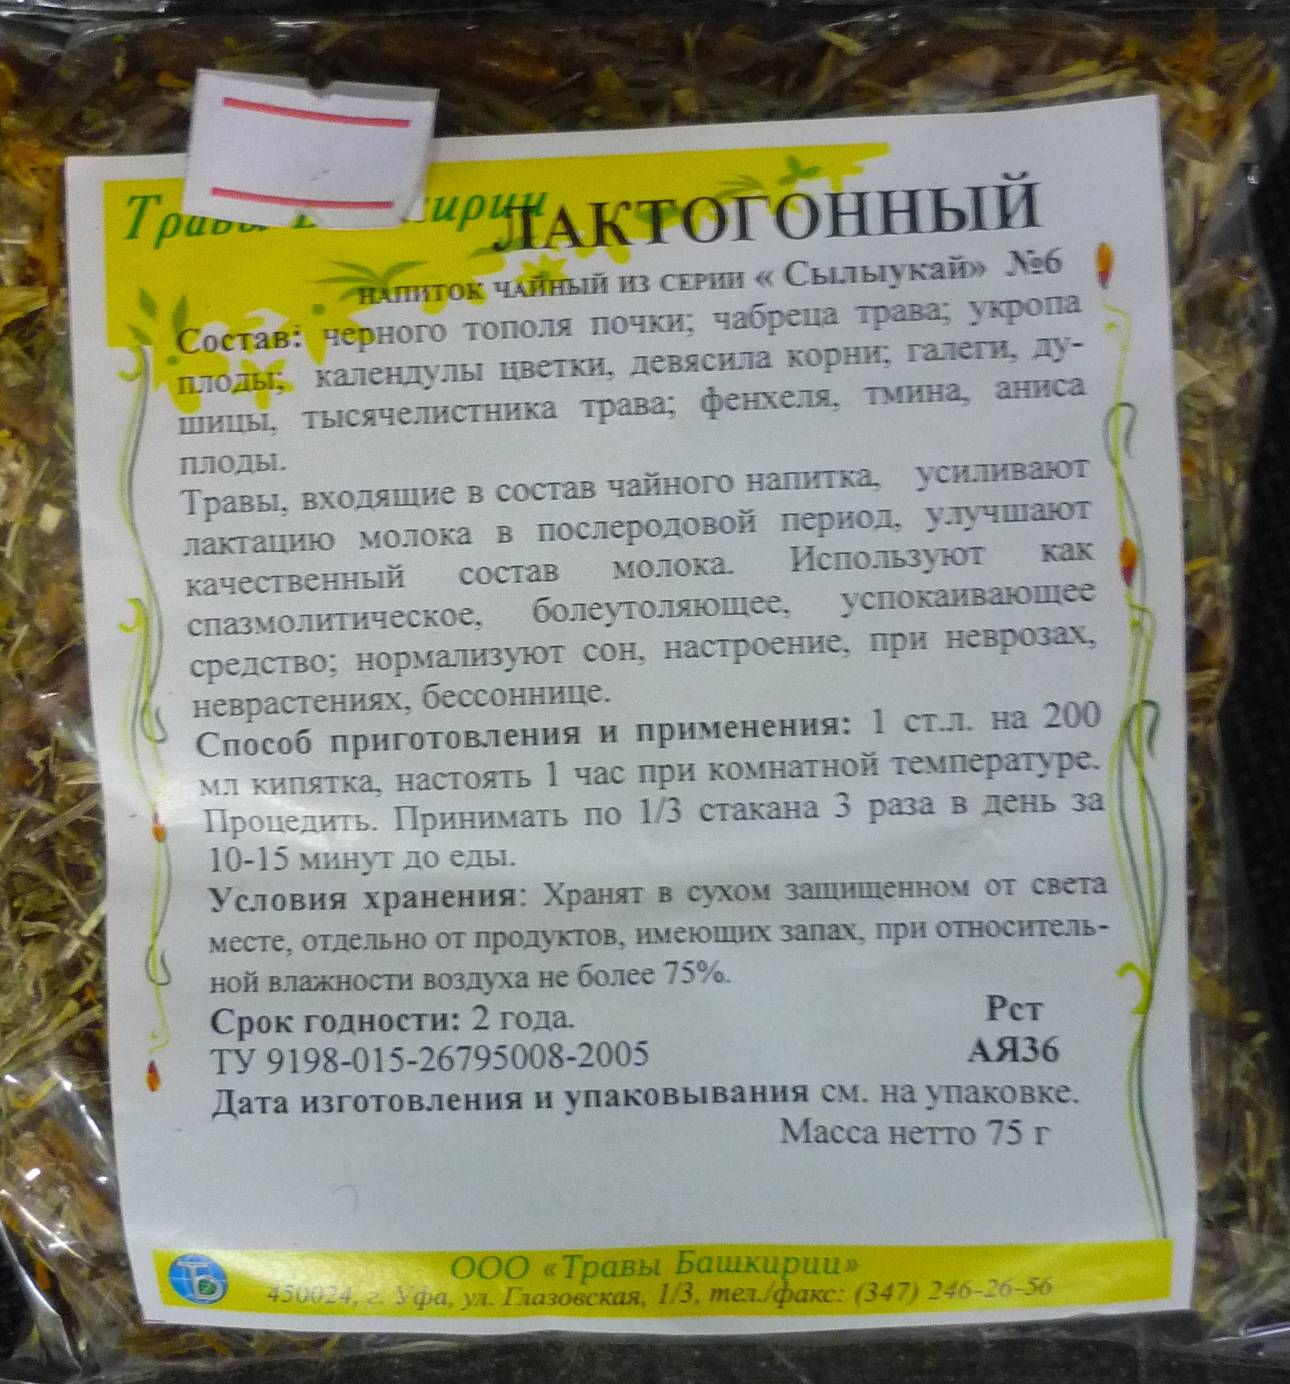 ЛАКТОГОННЫЙ
НАПИТОК ЧАЙНЫЙ ИЗ СЕРИИ « Сылыукай» №6
Состав: черного тополя почки; чабреца трава; укропа
плоды; календулы цветки, девясила корни; галеги, ду-
шицы, тысячелистника трава; фенхеля, тмина, аниса
плоды.
Травы, входящие в состав чайного напитка, усиливают
лактацию молока в послеродовой период, улучшают
качественный состав молока. Используют как
спазмолитическое, болеутоляющее, успокаивающее
средство; нормализуют сон, настроение, при неврозах,
неврастениях, бессоннице.
Способ приготовления и применения: 1 ст.л. на 200
мл кипятка, настоять 1 час при комнатной температуре.
Процедить. Принимать по 1/3 стакана 3 раза в день за
10-15 минут до еды.
Условия хранения: Хранят в сухом защищенном от света
месте, отдельно от продуктов, имеющих запах, при относитель-
ной влажности воздуха не более 75%.
Срок годности: 2 года.
Рст
ТУ 9198-015-26795008-2005
АЯ36
Дата изготовления и упаковывания см. на упаковке.
Масса нетто 75 г
ООО «Травы Башкирии»
450024, г. Уфа, ул. Глазовская, 1/3, тел./факс: (347) 246-26-56